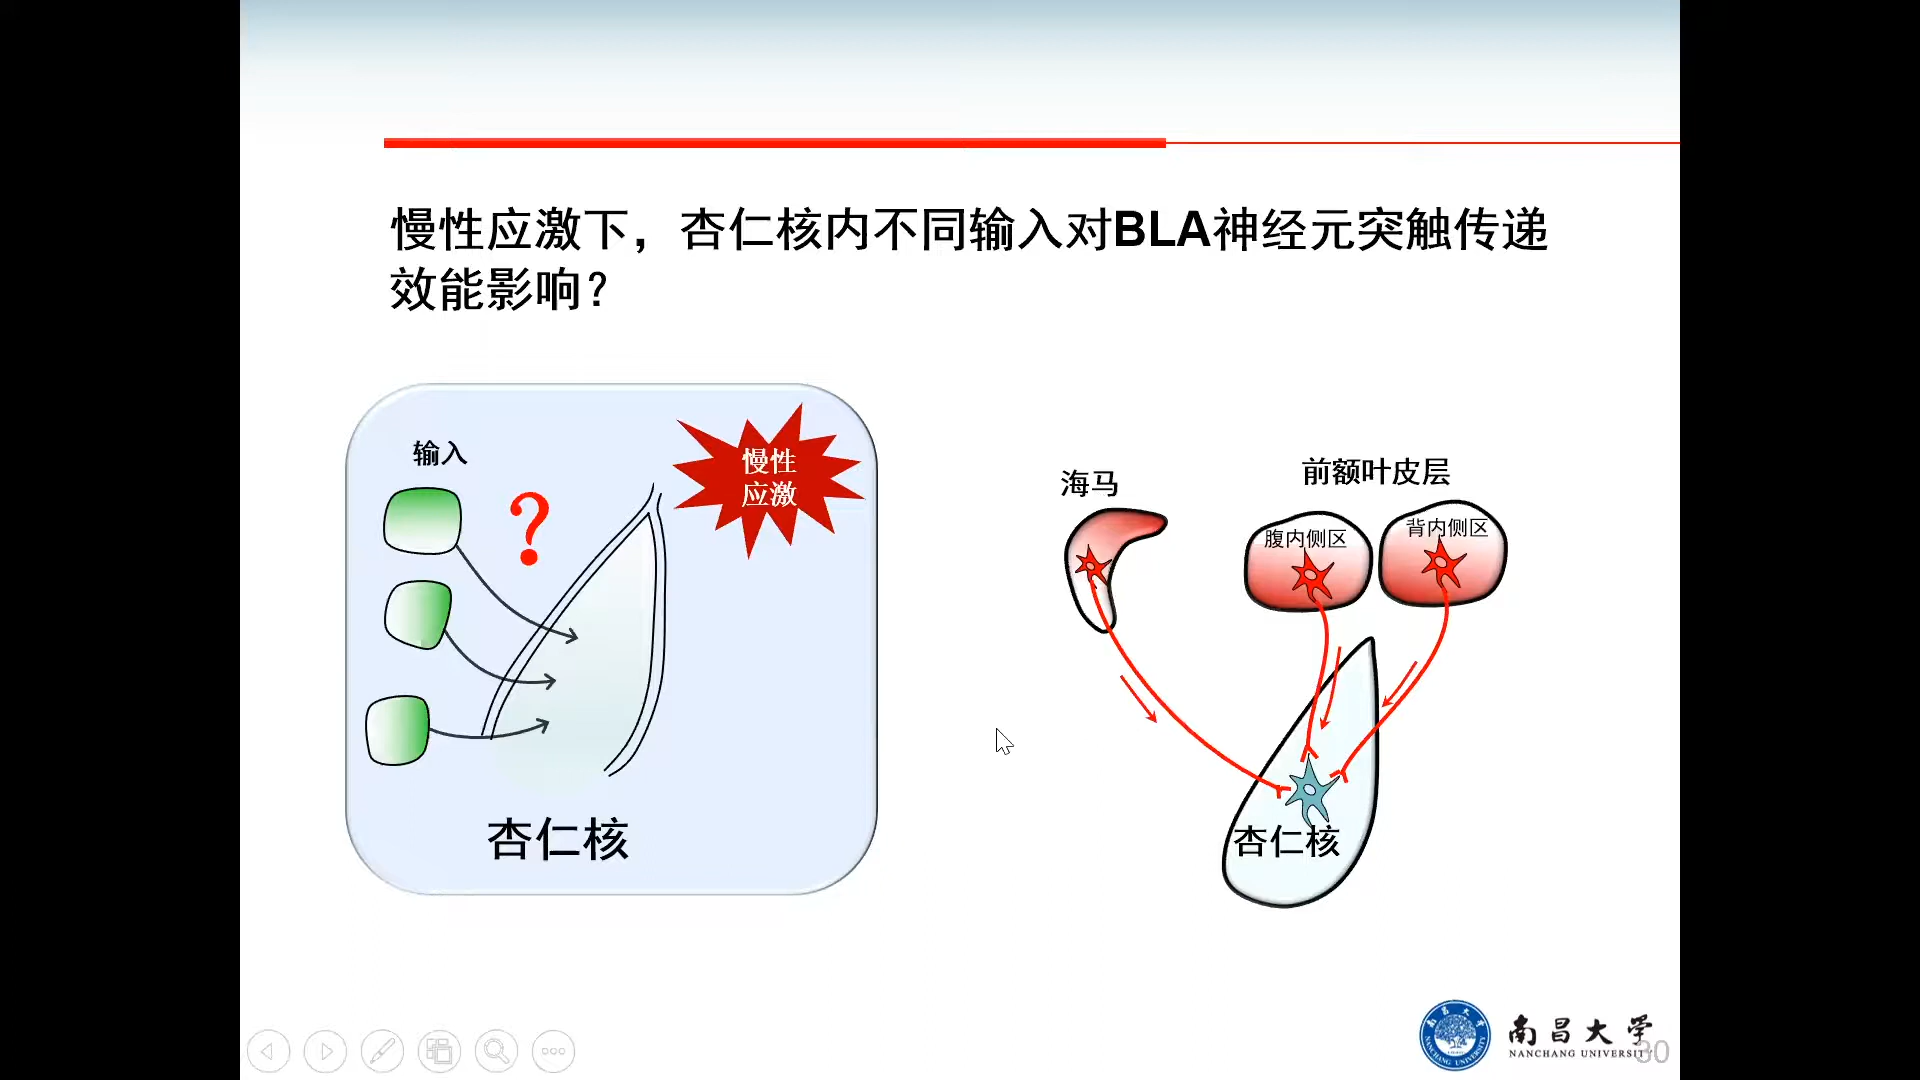 慢性应激下，杏仁核内不同输入对BLA神经元突触传递
效能影响？
输入
?
慢性
应激
杏仁核
海马
前额叶皮层
腹内侧区
背内侧区
杏仁核
南昌大学
NANCHANG UNIVERSITY
30